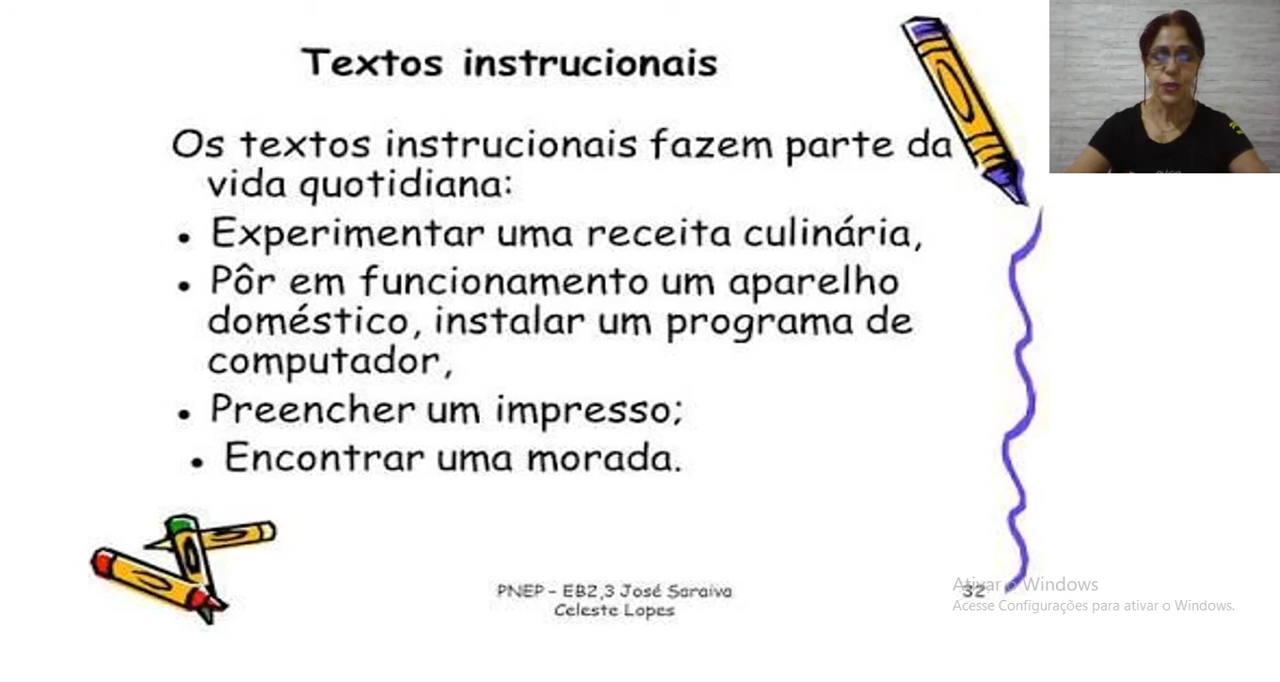 Textos instrucionais
Os textos instrucionais fazem parte da
vida quotidiana:
• Experimentar uma receita culinária,
• Pôr em funcionamento um aparelho
doméstico, instalar um programa de
computador,
• Preencher um impresso;
• Encontrar uma morada.
PNEP - EB2,3 José Saraiva
Celeste Lopes
32
Ativar o Windows
Acesse Configurações para ativar o Windows.